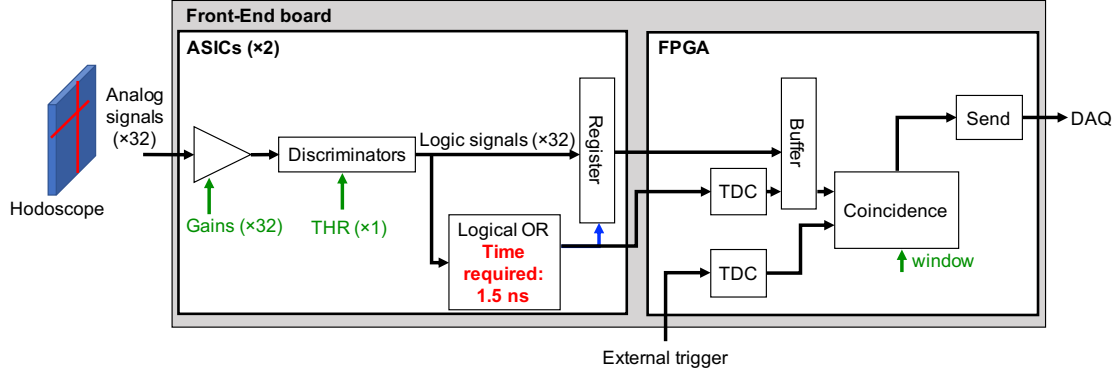 Front-End board
ASICs (×2)
FPGA
Analog
signals
(×32)
Hodoscope
Discriminators
Logic signals (×32)
Register
Buffer
Send
DAQ
Gains (×32)
THR (×1)
Logical OR
Time
required:
1.5 ns
TDC
Coincidence
TDC
window
External trigger